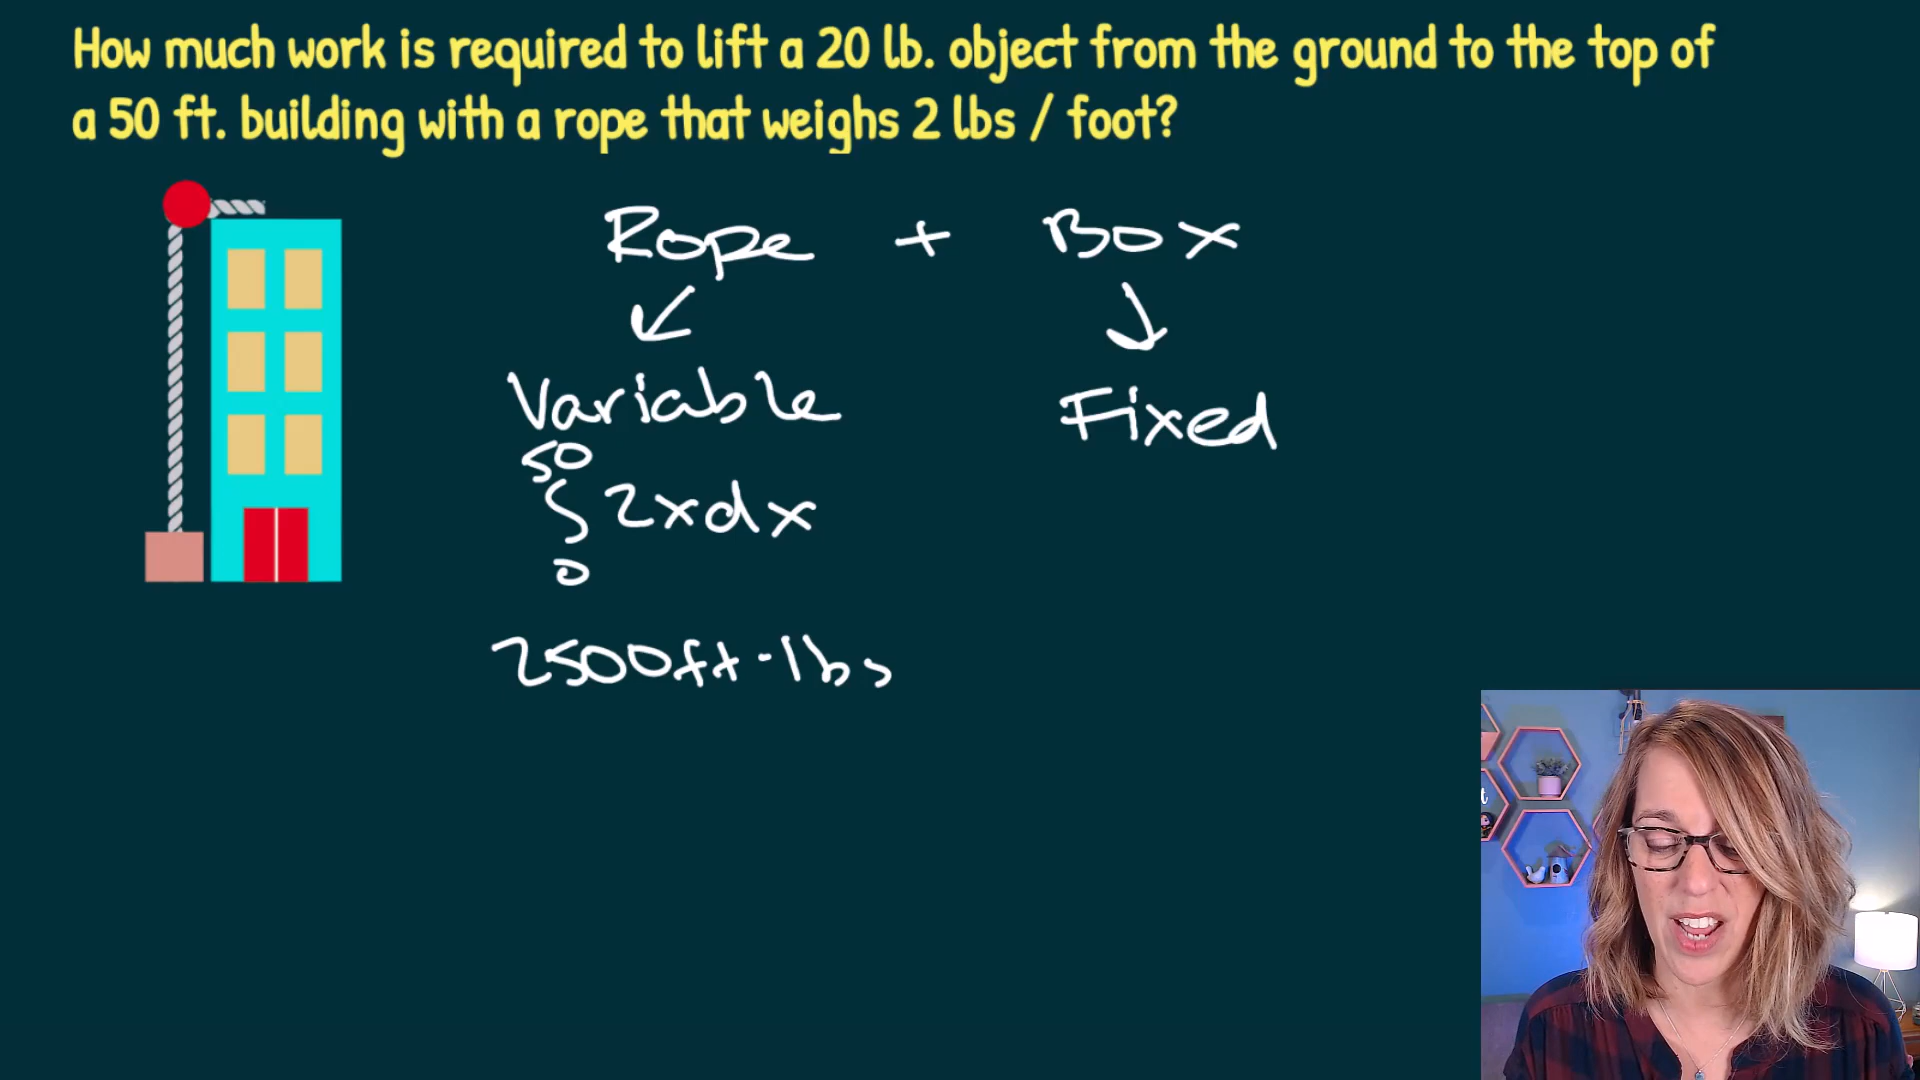 How much work is required to lift a 20 lb. object from the ground to the top of
a 50 ft. building with a rope that weighs 2 lbs / foot?
Rope + Box
Variable Fixed
50
∫ 2x dx
0
2500 ft·lbs